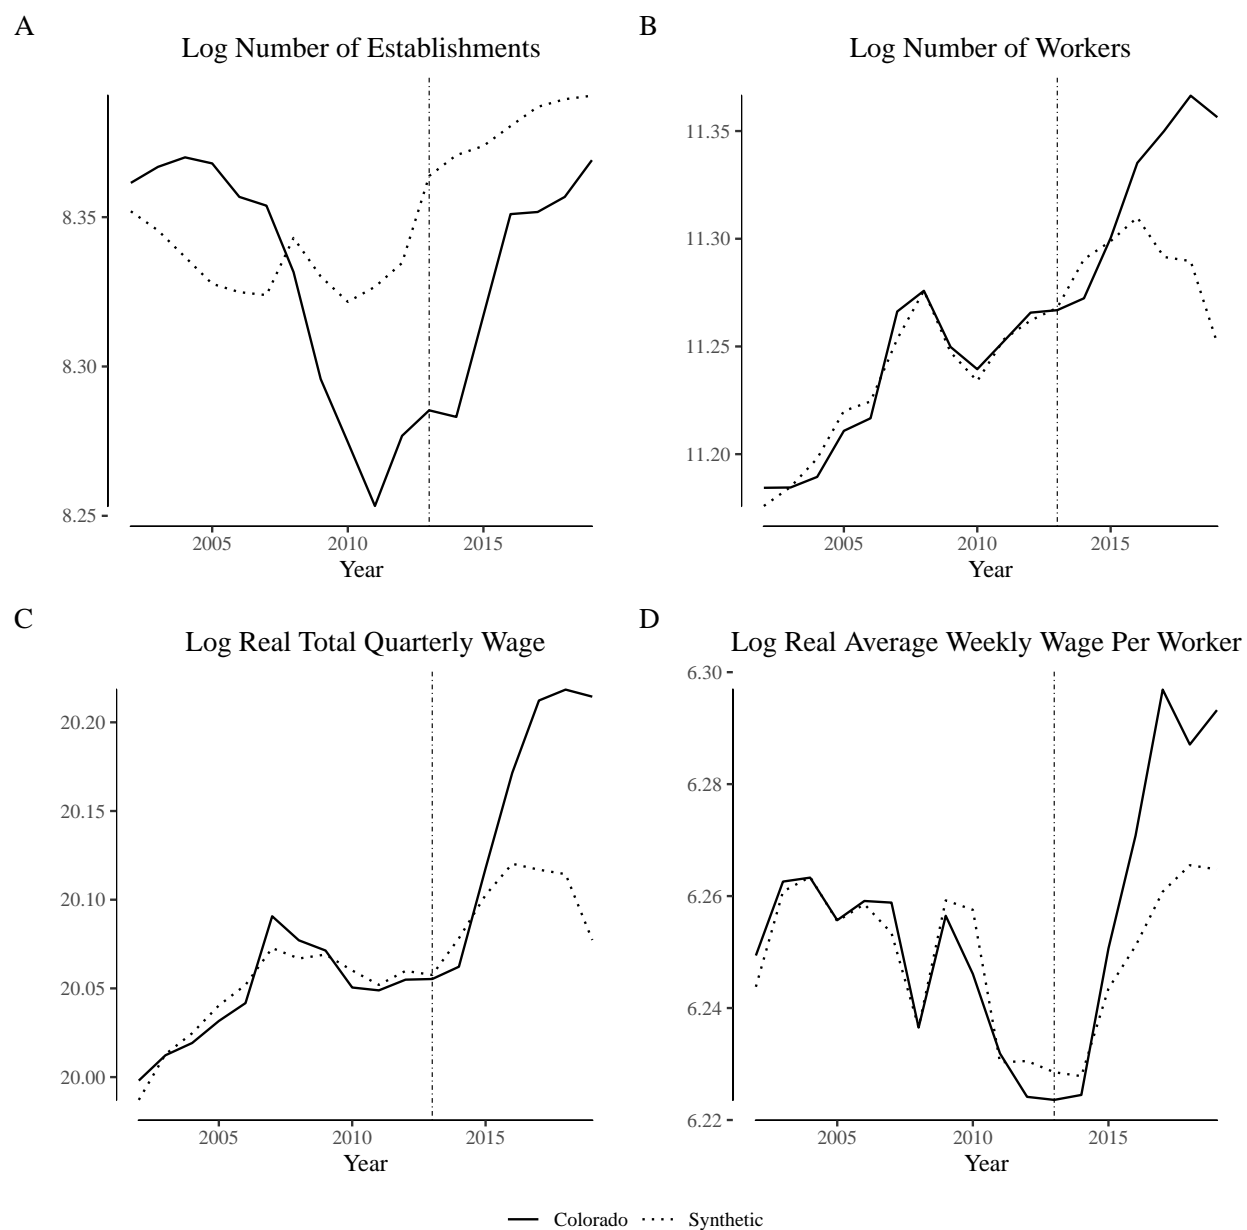 A
Log Number of Establishments
8.35
8.30
8.25
2005 2010 2015
Year
B
Log Number of Workers
11.35
11.30
11.25
11.20
2005 2010 2015
Year
C
Log Real Total Quarterly Wage
20.20
20.15
20.10
20.05
20.00
2005 2010 2015
Year
D
Log Real Average Weekly Wage Per Worker
6.30
6.28
6.26
6.24
6.22
2005 2010 2015
Year
Colorado Synthetic